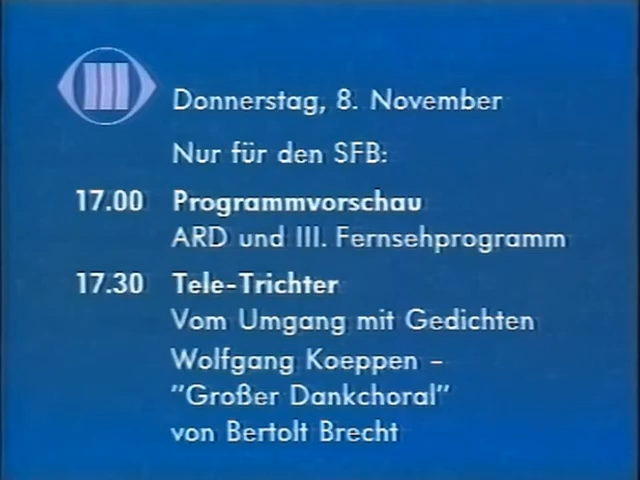 Donnerstag, 8. November
Nur für den SFB:
17.00 Programmvorschau
ARD und III. Fernsehprogramm
17.30 Tele-Trichter
Vom Umgang mit Gedichten
Wolfgang Koeppen –
"Großer Dankchoral"
von Bertolt Brecht